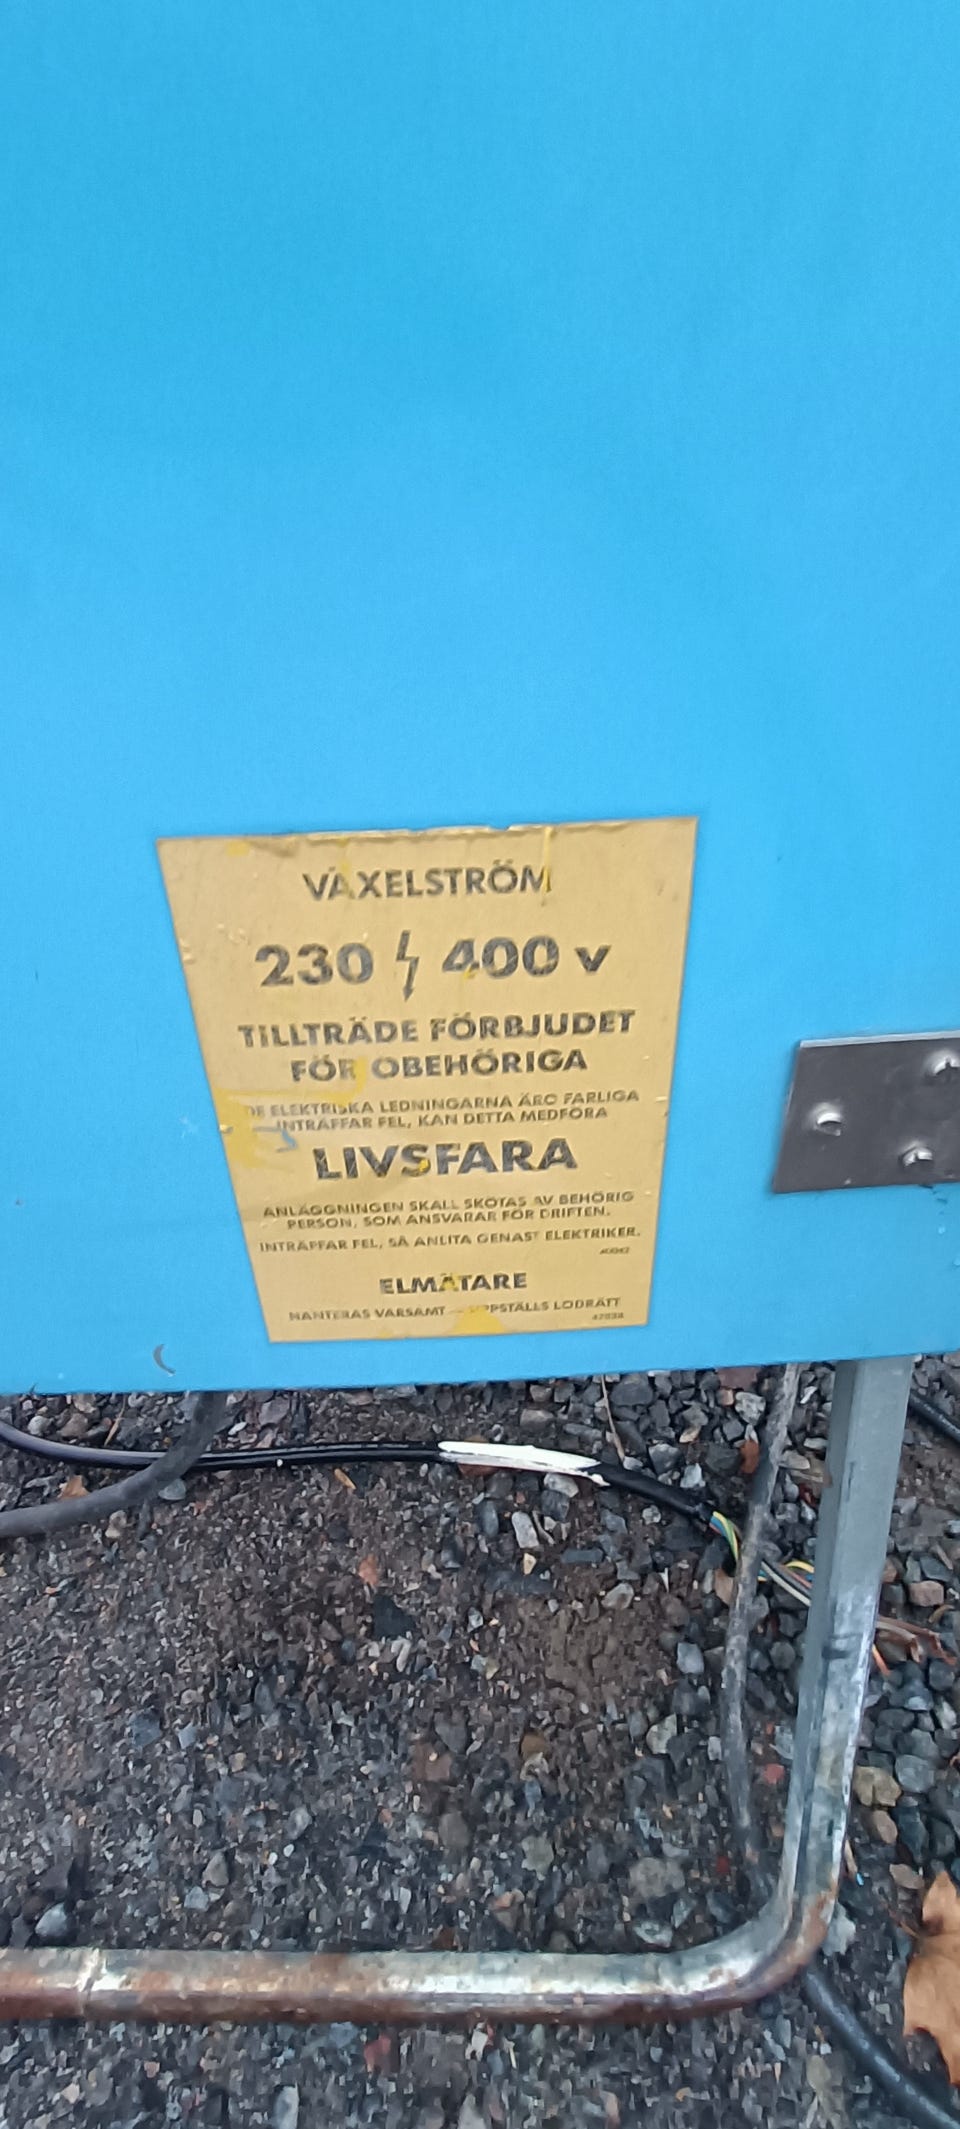 VÄXELSTRÖM
230 400 V
TILLTRÄDE FÖRBJUDET
FÖR OBEHÖRIGA
DE ELEKTRISKA LEDNINGARNA ÄRO FARLIGA
INTRÄFFAR FEL, KAN DETTA MEDFÖRA
LIVSFARA
ANLÄGGNINGEN SKALL SKÖTAS AV BEHÖRIG
PERSON, SOM ANSVARAR FÖR DRIFTEN.
INTRÄFFAR FEL, SÅ ANLITA GENAST ELEKTRIKER.
ELMÄTARE
HANTERAS VARSAMT — UPPSTÄLLS LODRÄTT